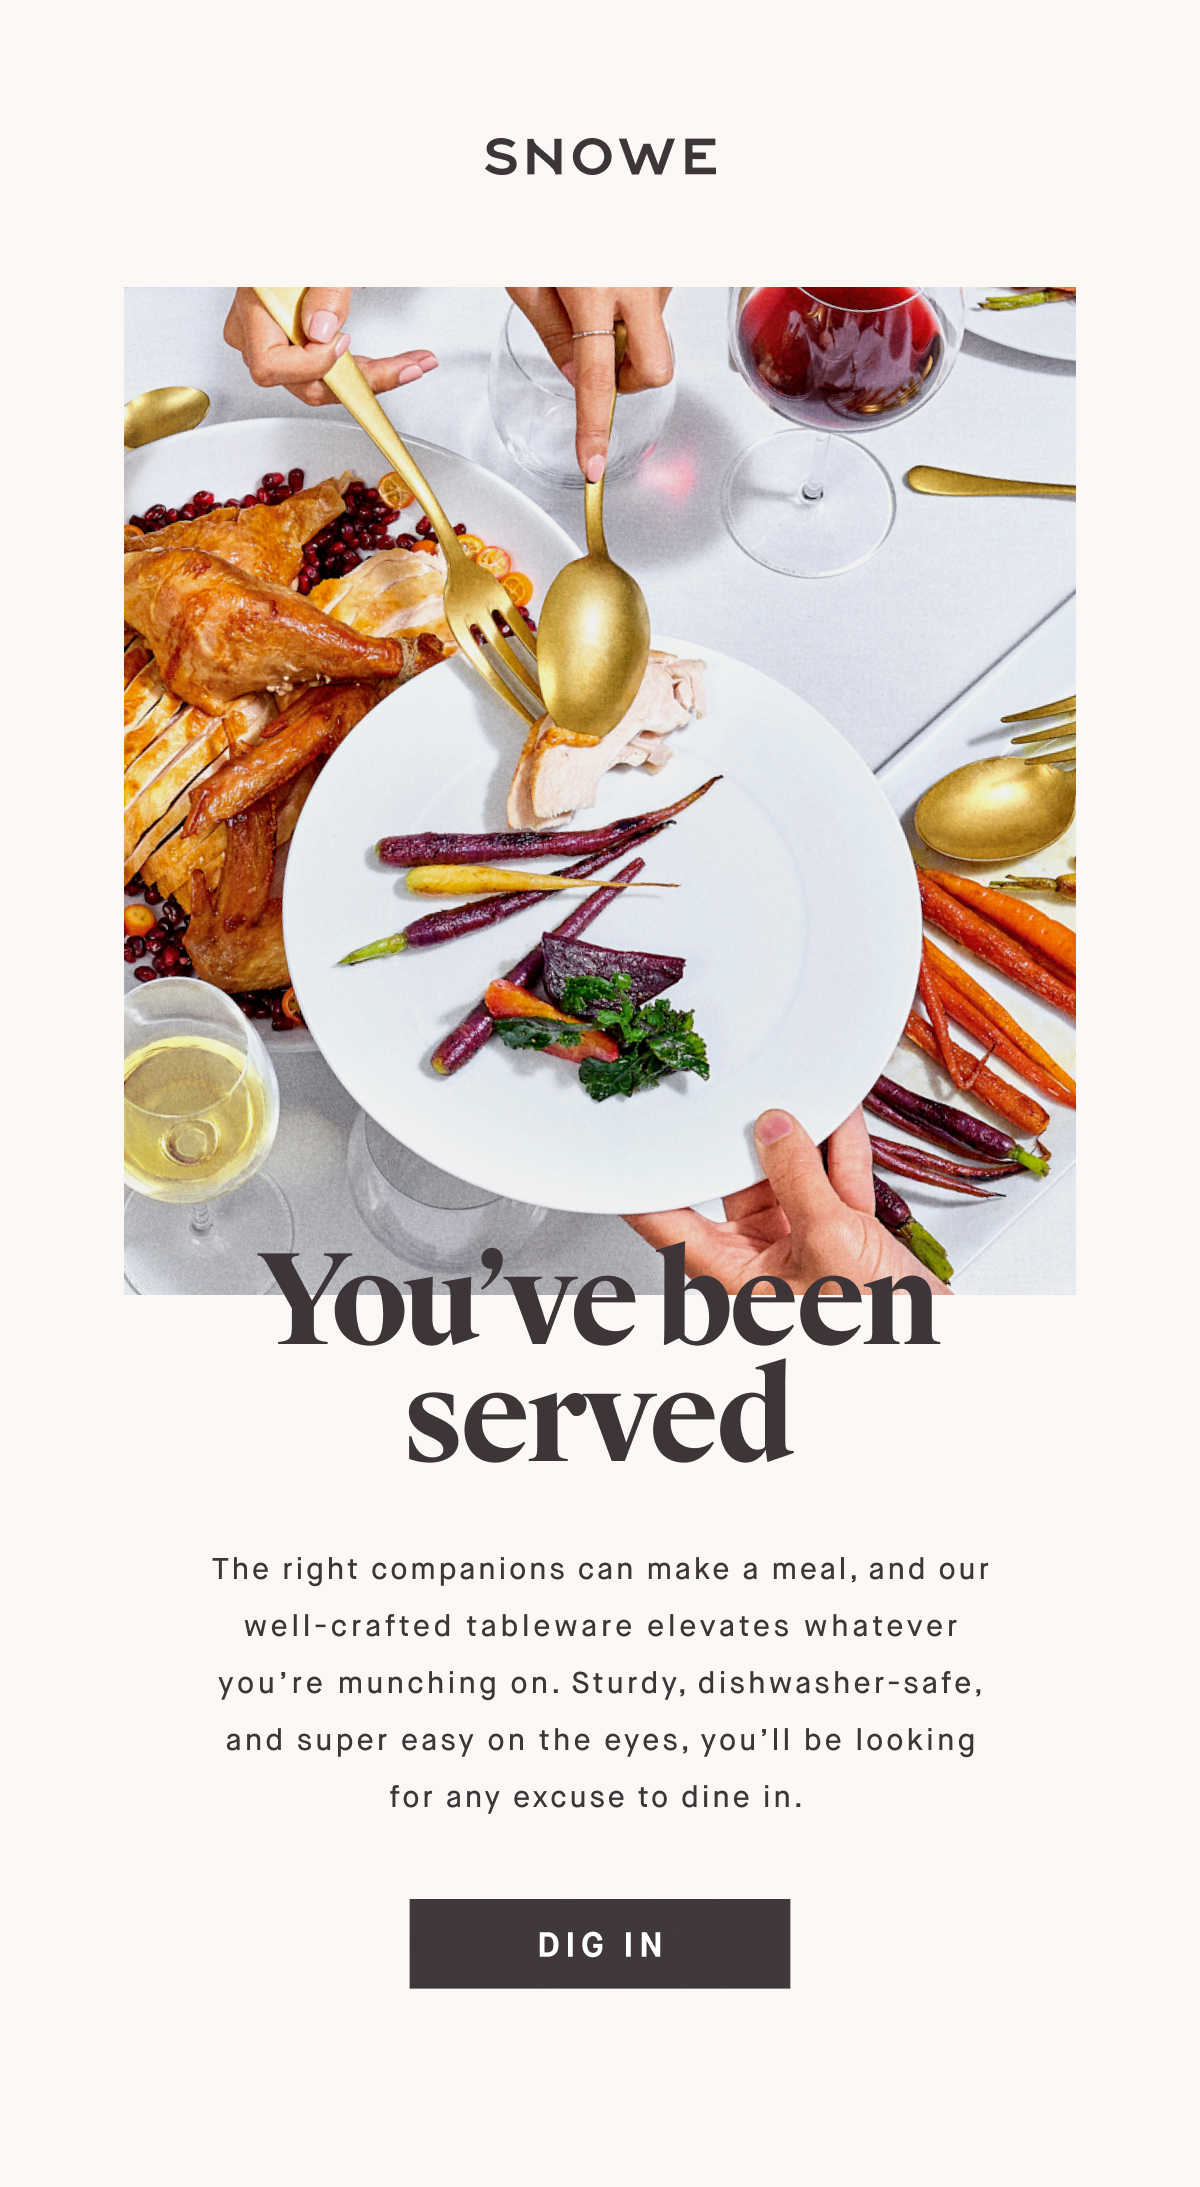 SNOWE
You’ve been
served
The right companions can make a meal, and our
well-crafted tableware elevates whatever
you’re munching on. Sturdy, dishwasher-safe,
and super easy on the eyes, you’ll be looking
for any excuse to dine in.
DIG IN